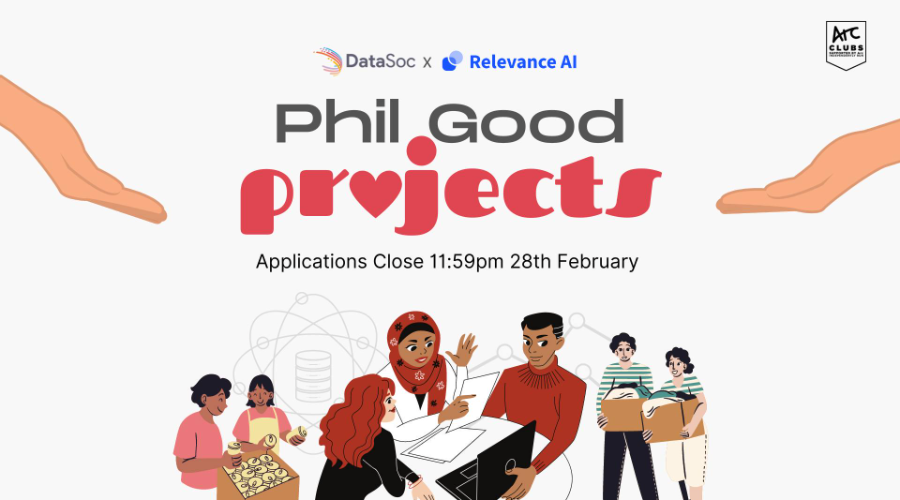 Arc
CLUBS
DataSoc x Relevance AI
Phil Good
projects
Applications Close 11:59pm 28th February